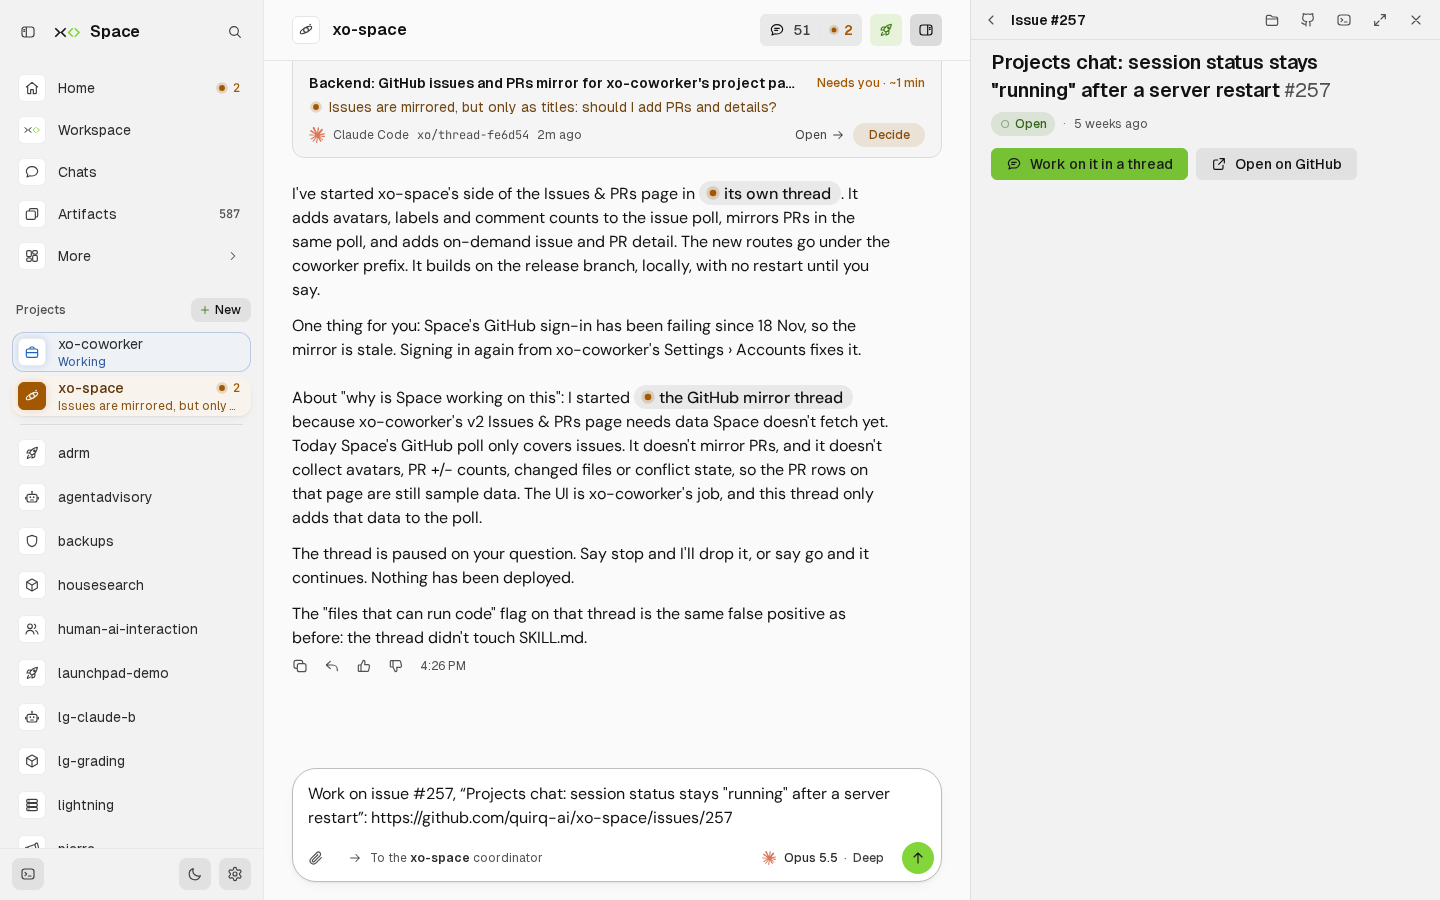 Space
Home
2
Workspace
Chats
Artifacts
587
More
Projects
+ New
xo-coworker
Working
xo-space
2
Issues are mirrored, but only ...
adrm
agentadvisory
backups
housesearch
human-ai-interaction
launchpad-demo
lg-claude-b
lg-grading
lightning
xo-space
51
2
Backend: GitHub issues and PRs mirror for xo-coworker's project pa...
Needs you · ~1 min
Issues are mirrored, but only as titles: should I add PRs and details?
Claude Code xo/thread-fe6d54 2m ago
Open →
Decide
I've started xo-space's side of the Issues & PRs page in its own thread. It
adds avatars, labels and comment counts to the issue poll, mirrors PRs in the
same poll, and adds on-demand issue and PR detail. The new routes go under the
coworker prefix. It builds on the release branch, locally, with no restart until you
say.
One thing for you: Space's GitHub sign-in has been failing since 18 Nov, so the
mirror is stale. Signing in again from xo-coworker's Settings › Accounts fixes it.
About "why is Space working on this": I started the GitHub mirror thread
because xo-coworker's v2 Issues & PRs page needs data Space doesn't fetch yet.
Today Space's GitHub poll only covers issues. It doesn't mirror PRs, and it doesn't
collect avatars, PR +/- counts, changed files or conflict state, so the PR rows on
that page are still sample data. The UI is xo-coworker's job, and this thread only
adds that data to the poll.
The thread is paused on your question. Say stop and I'll drop it, or say go and it
continues. Nothing has been deployed.
The "files that can run code" flag on that thread is the same false positive as
before: the thread didn't touch SKILL.md.
4:26 PM
Work on issue #257, “Projects chat: session status stays "running" after a server
restart”: https://github.com/quirq-ai/xo-space/issues/257
→ To the xo-space coordinator
Opus 5.5 · Deep
Issue #257
Projects chat: session status stays
"running" after a server restart #257
Open · 5 weeks ago
Work on it in a thread
Open on GitHub